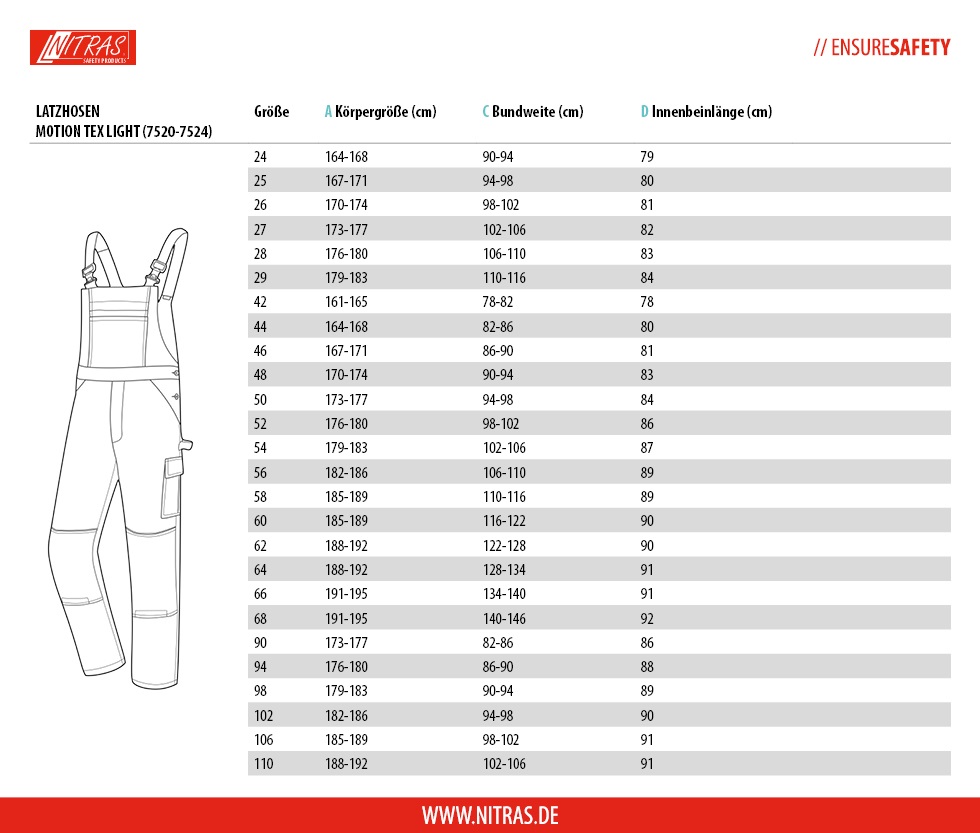 NITRAS
SAFETY PRODUCTS
// ENSURESAFETY
LATZHOSEN
MOTION TEX LIGHT (7520-7524)
Größe A Körpergröße (cm) C Bundweite (cm) D Innenbeinlänge (cm)
24 164-168 90-94 79
25 167-171 94-98 80
26 170-174 98-102 81
27 173-177 102-106 82
28 176-180 106-110 83
29 179-183 110-116 84
42 161-165 78-82 78
44 164-168 82-86 80
46 167-171 86-90 81
48 170-174 90-94 83
50 173-177 94-98 84
52 176-180 98-102 86
54 179-183 102-106 87
56 182-186 106-110 89
58 185-189 110-116 89
60 185-189 116-122 90
62 188-192 122-128 90
64 188-192 128-134 91
66 191-195 134-140 91
68 191-195 140-146 92
90 173-177 82-86 86
94 176-180 86-90 88
98 179-183 90-94 89
102 182-186 94-98 90
106 185-189 98-102 91
110 188-192 102-106 91
WWW.NITRAS.DE